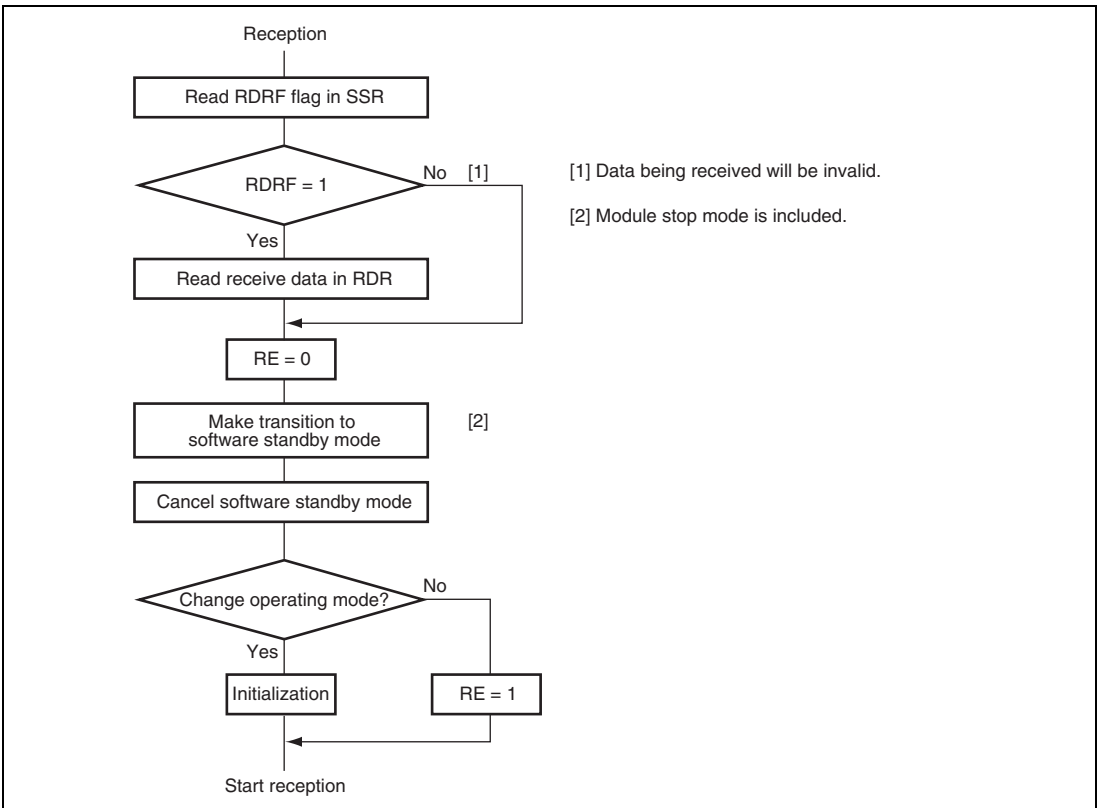 Reception
Read RDRF flag in SSR
RDRF = 1
No [1]
[1] Data being received will be invalid.
[2] Module stop mode is included.
Yes
Read receive data in RDR
RE = 0
Make transition to
software standby mode
[2]
Cancel software standby mode
Change operating mode?
No
Yes
Initialization
RE = 1
Start reception